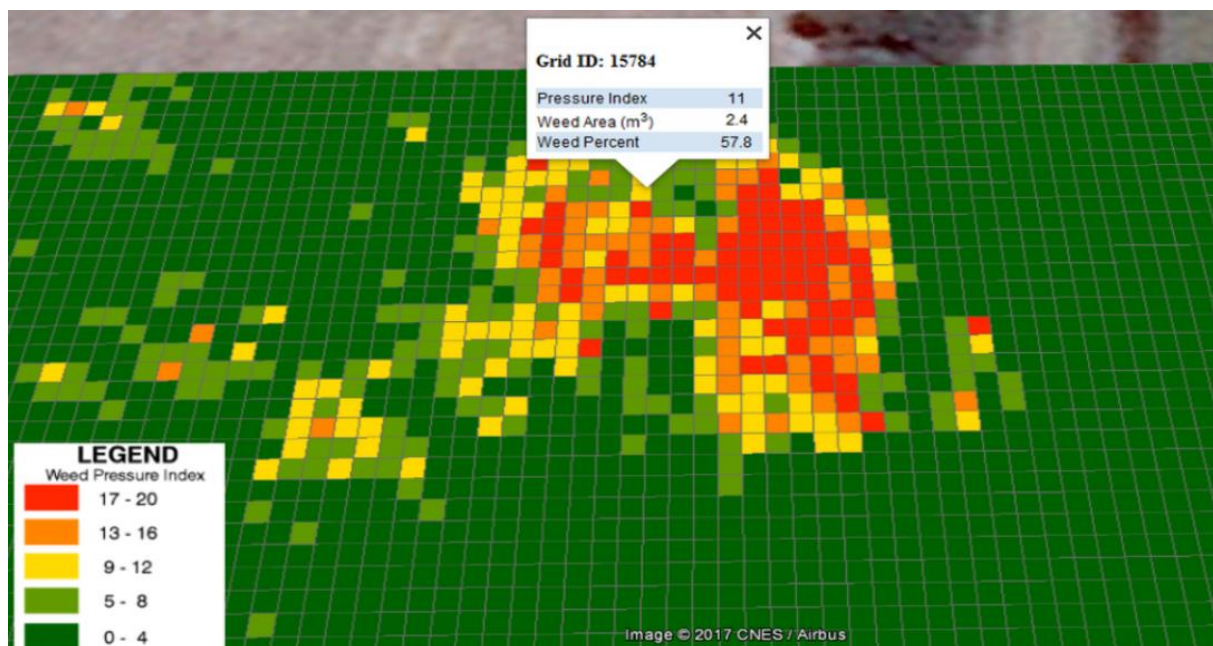 Grid ID: 15784
Pressure Index 11
Weed Area (m³) 2.4
Weed Percent 57.8
LEGEND
Weed Pressure Index
17 - 20
13 - 16
9 - 12
5 - 8
0 - 4
Image © 2017 CNES / Airbus